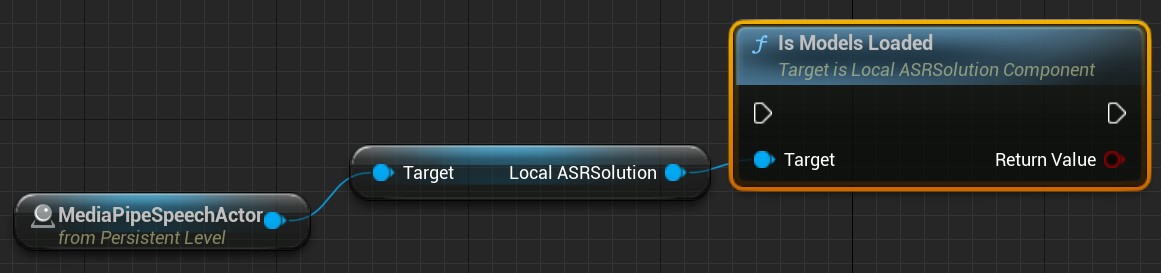 Is Models Loaded
Target is Local ASRSolution Component
Target Return Value
Target Local ASRSolution
MediaPipeSpeechActor
from Persistent Level